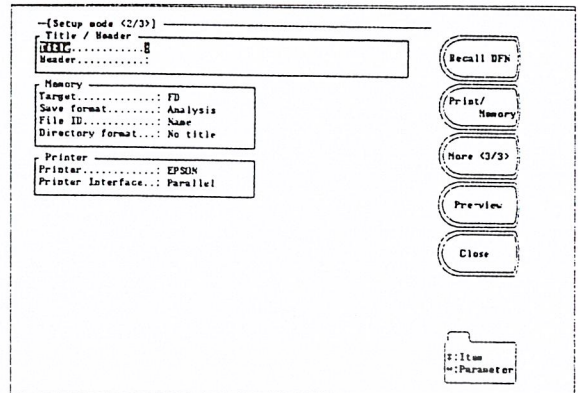 [Setup mode <2/3>]
Title / Header
Title............:
Header...........:
Memory
Target...........: FD
Save format......: Analysis
File ID..........: Name
Directory format...: No title
Printer
Printer..........: EPSON
Printer Interface..: Parallel
Recall DFN
Print/
Memory
More <3/3>
Pre-view
Close
:Item
:Parameter